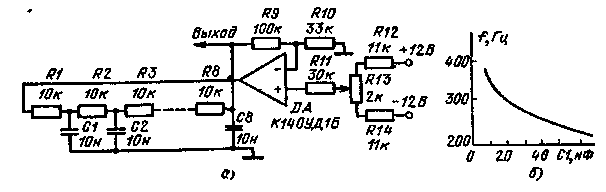 Выход
R9
100к
R10
33к
R12
11к
+12В
f, Гц
R1
10к
R2
10к
R3
10к
R8
10к
R11
30к
R13
2к
-12В
R14
11к
DA
К140УД1Б
C1
10н
C2
10н
C8
10н
400
300
200
0
20
40
C1, нФ
а)
б)